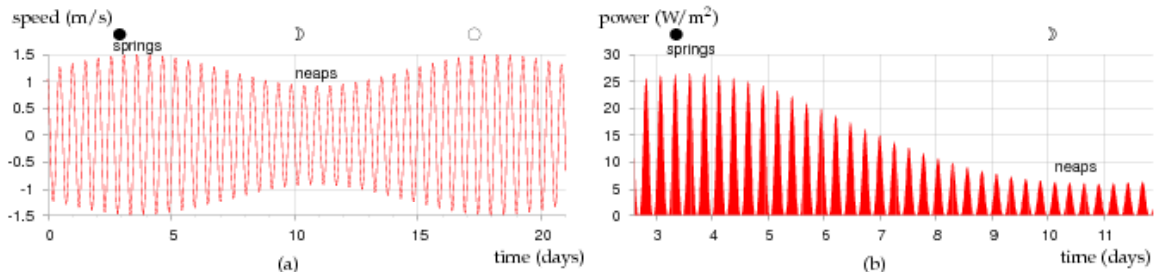 speed (m/s)
springs
neaps
1.5
1
0.5
0
-0.5
-1
-1.5
0 5 10 15 20
time (days)
(a)
power (W/m²)
springs
neaps
30
25
20
15
10
5
0
3 4 5 6 7 8 9 10 11
time (days)
(b)